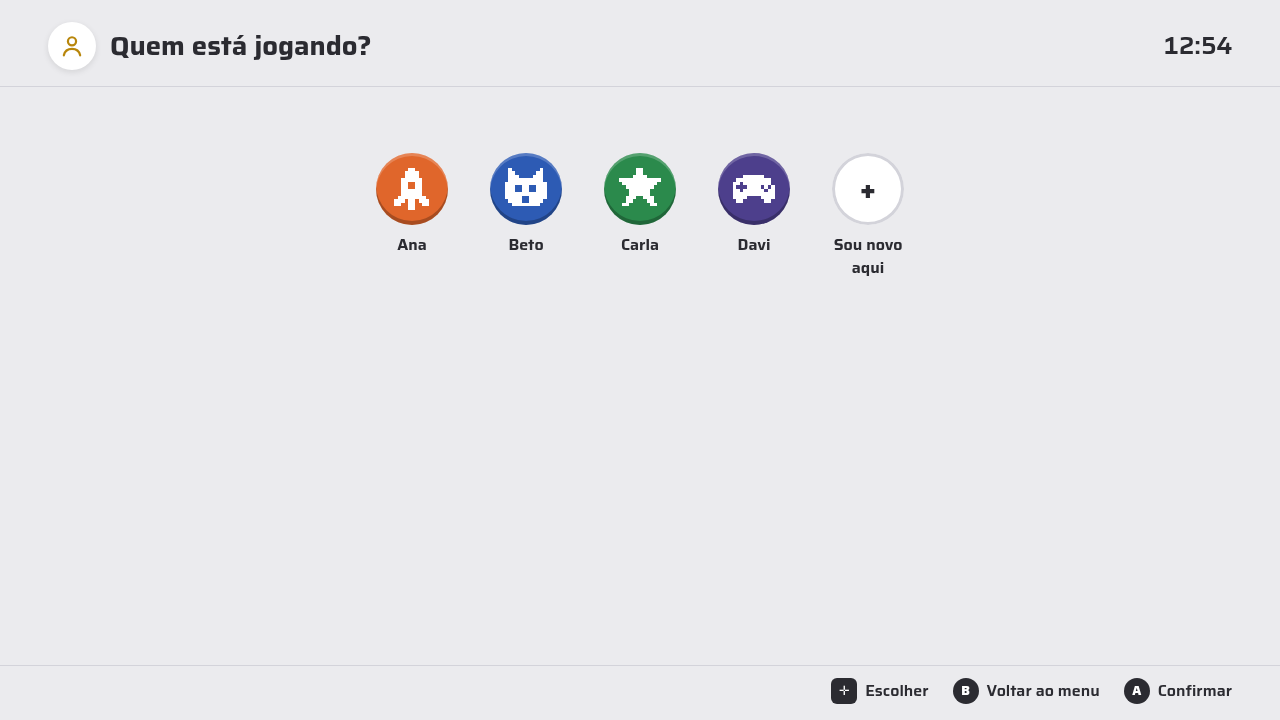 Quem está jogando?
12:54
Ana
Beto
Carla
Davi
Sou novo
aqui
Escolher
B Voltar ao menu
A Confirmar